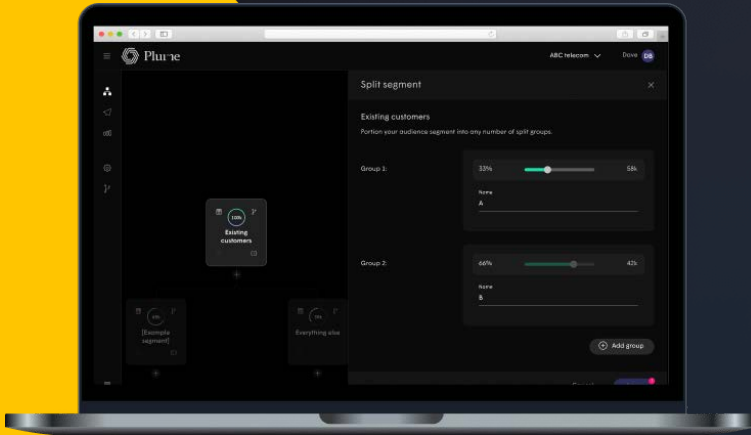 Plume
ABC telecom
Dave
DB
Split segment
Existing customers
Portion your audience segment into any number of split groups.
Group 1:
33%
58k
Name
A
100%
Existing
customers
Group 2:
66%
42k
Name
B
[Example
segment]
Everything else
Add group